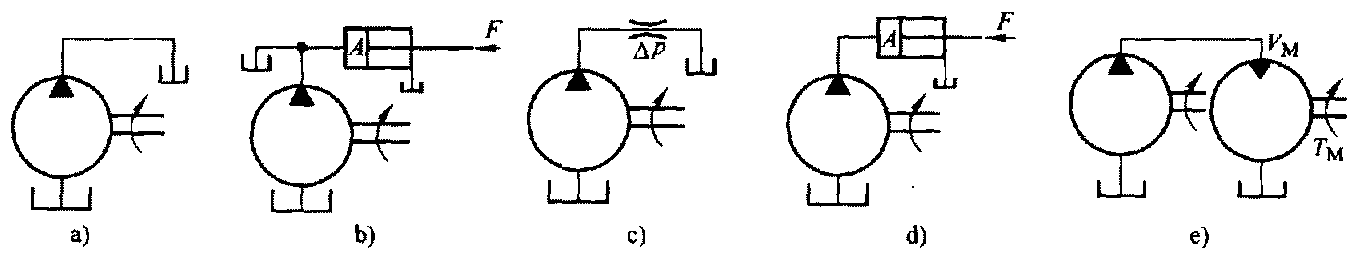 A F
Δp
A F
V_M
T_M
a) b) c) d) e)